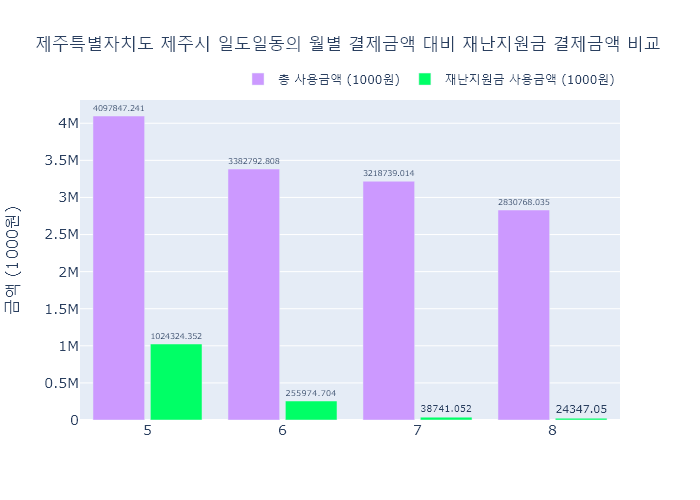 제주특별자치도 제주시 일도일동의 월별 결제금액 대비 재난지원금 결제금액 비교
총 사용금액 (1000원)
재난지원금 사용금액 (1000원)
금액 (1000원)
4M
3.5M
3M
2.5M
2M
1.5M
1M
0.5M
0
4097847.241
3382792.808
3218739.014
2830768.035
1024324.352
255974.704
38741.052
24347.05
5
6
7
8